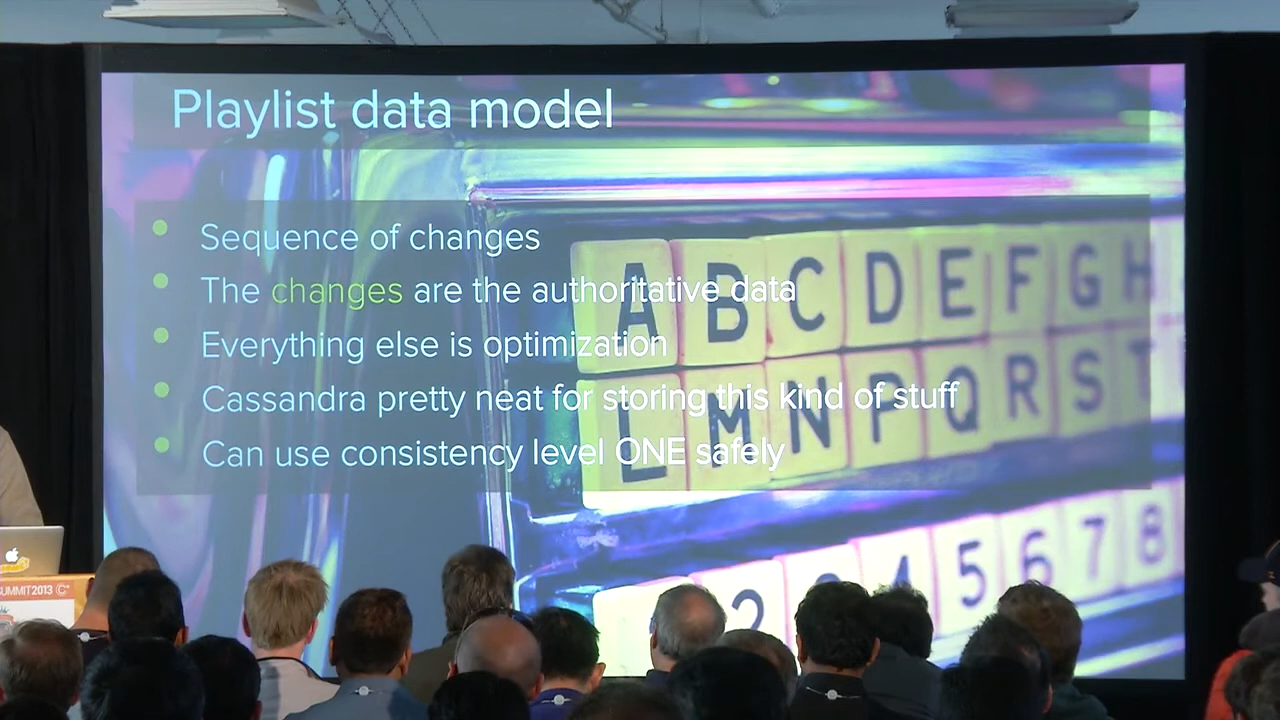 Playlist data model
Sequence of changes
The changes are the authoritative data
Everything else is optimization
Cassandra pretty neat for storing this kind of stuff
Can use consistency level ONE safely
A B C D E F G H
L M N P Q R S T
2 4 5 6 7 8
SUMMIT2013